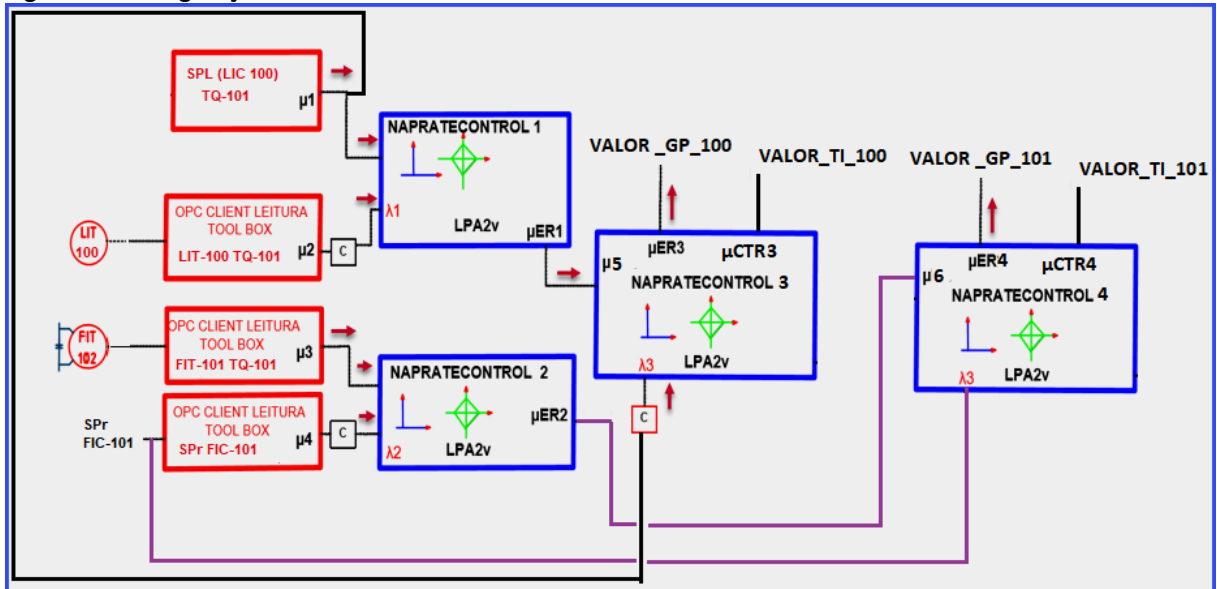 SPL (LIC 100)
TQ-101
µ1
NAPRATECONTROL 1
λ1
LPA2v
µER1
LIT
100
OPC CLIENT LEITURA
TOOL BOX
LIT-100 TQ-101
µ2
C
FIT
102
OPC CLIENT LEITURA
TOOL BOX
FIT-101 TQ-101
µ3
SPr
FIC-101
OPC CLIENT LEITURA
TOOL BOX
SPr FIC-101
µ4
C
NAPRATECONTROL 2
λ2
LPA2v
µER2
VALOR _GP_100
VALOR_TI_100
µER3
µCTR3
µ5
NAPRATECONTROL 3
λ3
LPA2v
C
VALOR _GP_101
VALOR_TI_101
µER4
µCTR4
µ6
NAPRATECONTROL 4
λ3
LPA2v